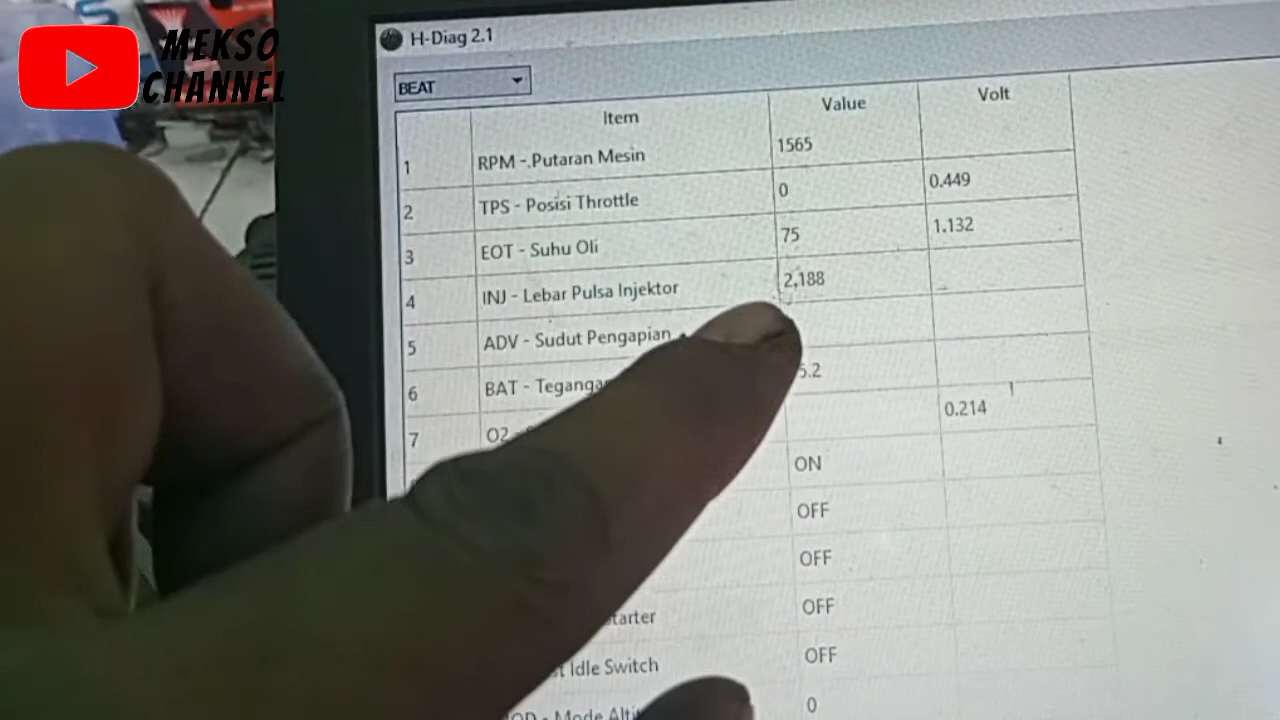 MEKSO
CHANNEL
H-Diag 2.1
BEAT
Item Value Volt
1 RPM - Putaran Mesin 1565
2 TPS - Posisi Throttle 0 0.449
3 EOT - Suhu Oli 75 1.132
4 INJ - Lebar Pulsa Injektor 2,188
5 ADV - Sudut Pengapian
6 BAT - 5.2
7 O2 - 0.214
ON
OFF
OFF
OFF
Idle Switch OFF
- Mode 0